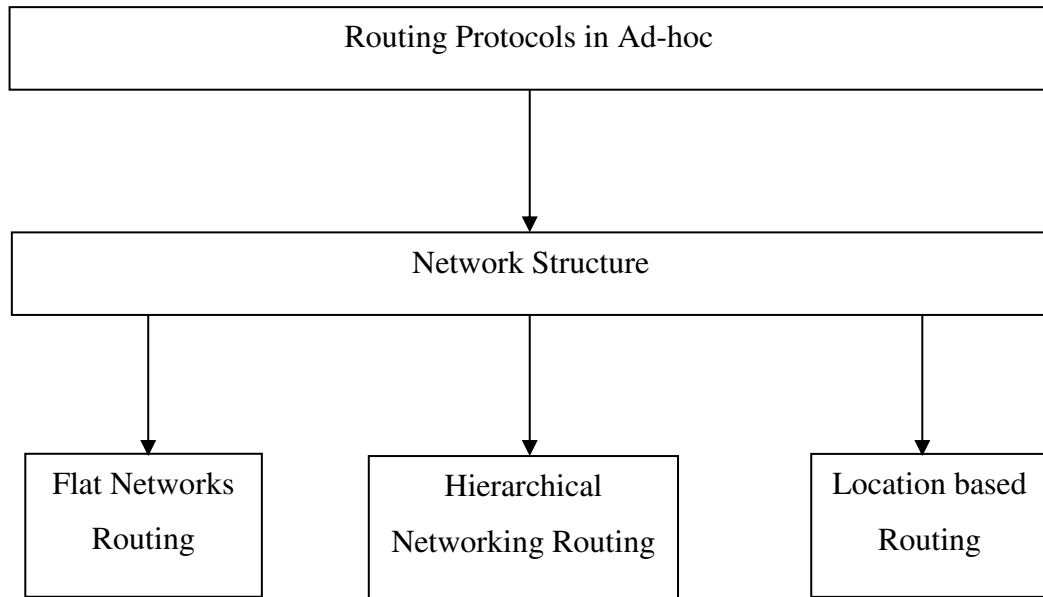 Routing Protocols in Ad-hoc
Network Structure
Flat Networks
Routing
Hierarchical
Networking Routing
Location based
Routing